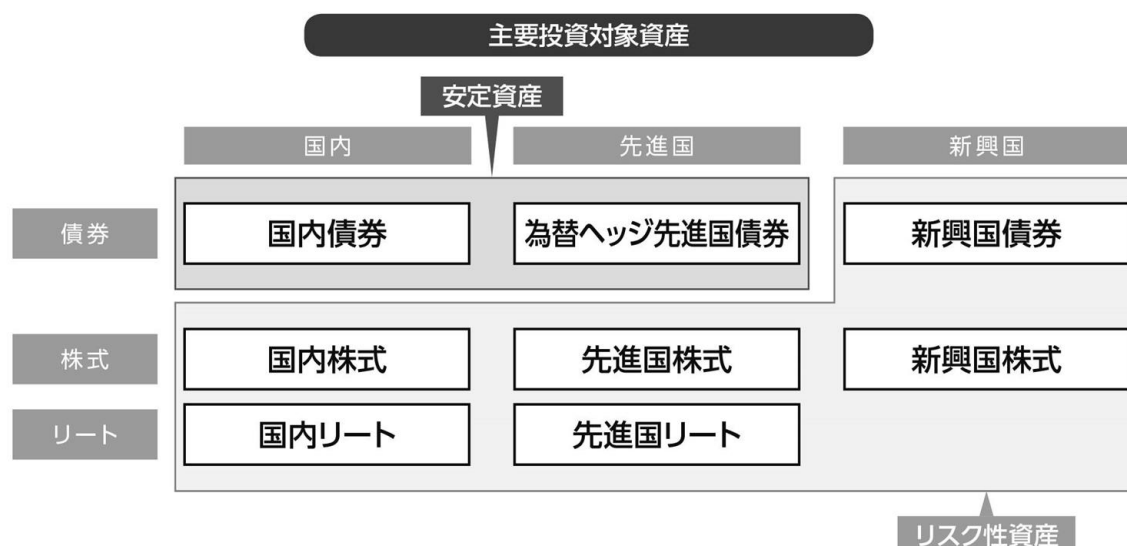 主要投資対象資産
安定資産
国内 先進国 新興国
債券 国内債券 為替ヘッジ先進国債券 新興国債券
株式 国内株式 先進国株式 新興国株式
リート 国内リート 先進国リート
リスク性資産